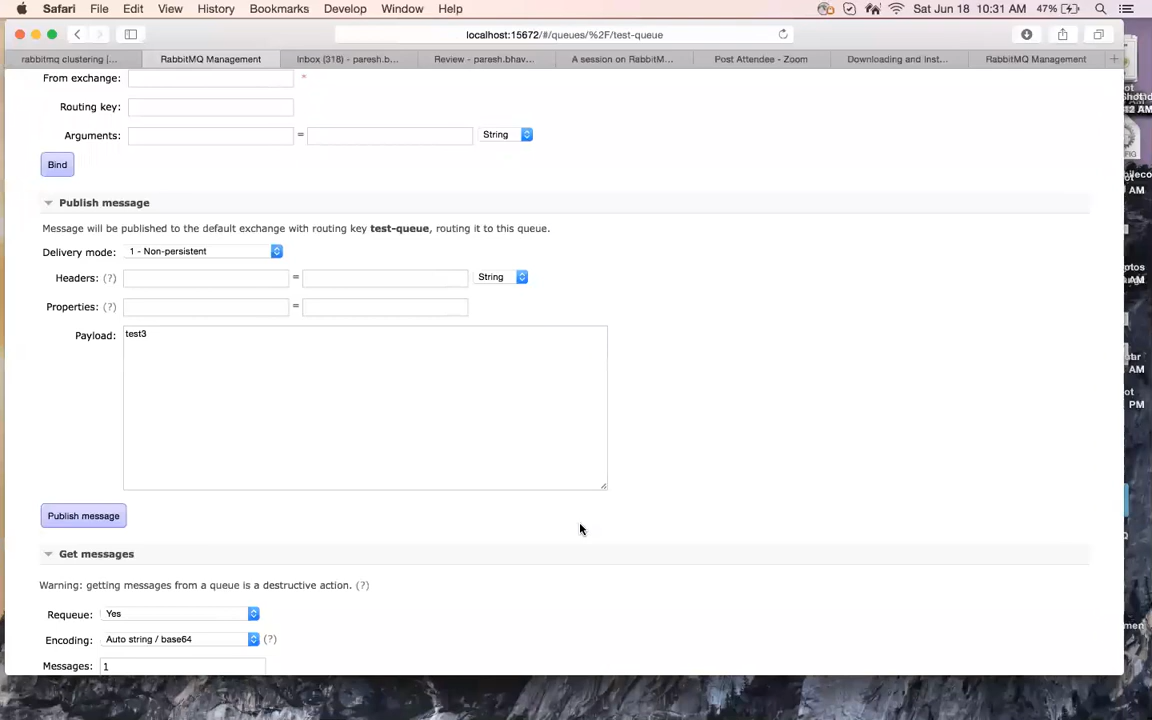 Safari File Edit View History Bookmarks Develop Window Help Sat Jun 18 10:31 AM 47%
localhost:15672/#/queues/%2F/test-queue
rabbitmq clustering (... RabbitMQ Management Inbox (318) - paresh.b... Review - paresh.bhav... A session on RabbitM... Post Attendee - Zoom Downloading and Inst... RabbitMQ Management
From exchange: *
Routing key:
Arguments: = String
Bind
Publish message
Message will be published to the default exchange with routing key test-queue, routing it to this queue.
Delivery mode: 1 - Non-persistent
Headers: (?) = String
Properties: (?) =
Payload: test3
Publish message
Get messages
Warning: getting messages from a queue is a destructive action. (?)
Requeue: Yes
Encoding: Auto string / base64 (?)
Messages: 1